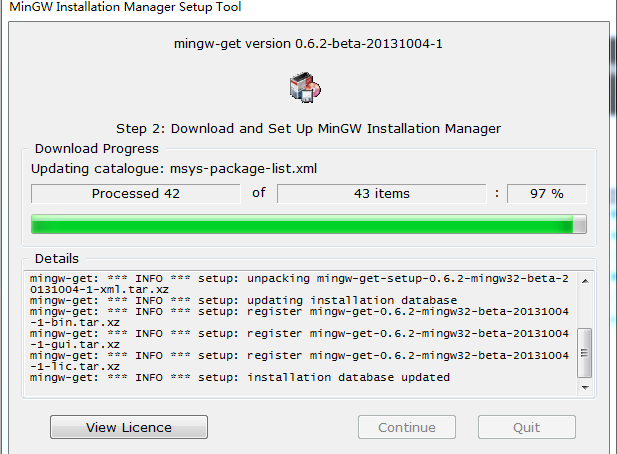 MinGW Installation Manager Setup Tool
mingw-get version 0.6.2-beta-20131004-1
Step 2: Download and Set Up MinGW Installation Manager
Download Progress
Updating catalogue: msys-package-list.xml
Processed 42 of 43 items : 97 %
Details
mingw-get: *** INFO *** setup: unpacking mingw-get-setup-0.6.2-mingw32-beta-2
0131004-1-xml.tar.xz
mingw-get: *** INFO *** setup: updating installation database
mingw-get: *** INFO *** setup: register mingw-get-0.6.2-mingw32-beta-20131004
-1-bin.tar.xz
mingw-get: *** INFO *** setup: register mingw-get-0.6.2-mingw32-beta-20131004
-1-gui.tar.xz
mingw-get: *** INFO *** setup: register mingw-get-0.6.2-mingw32-beta-20131004
-1-lic.tar.xz
mingw-get: *** INFO *** setup: installation database updated
View Licence Continue Quit